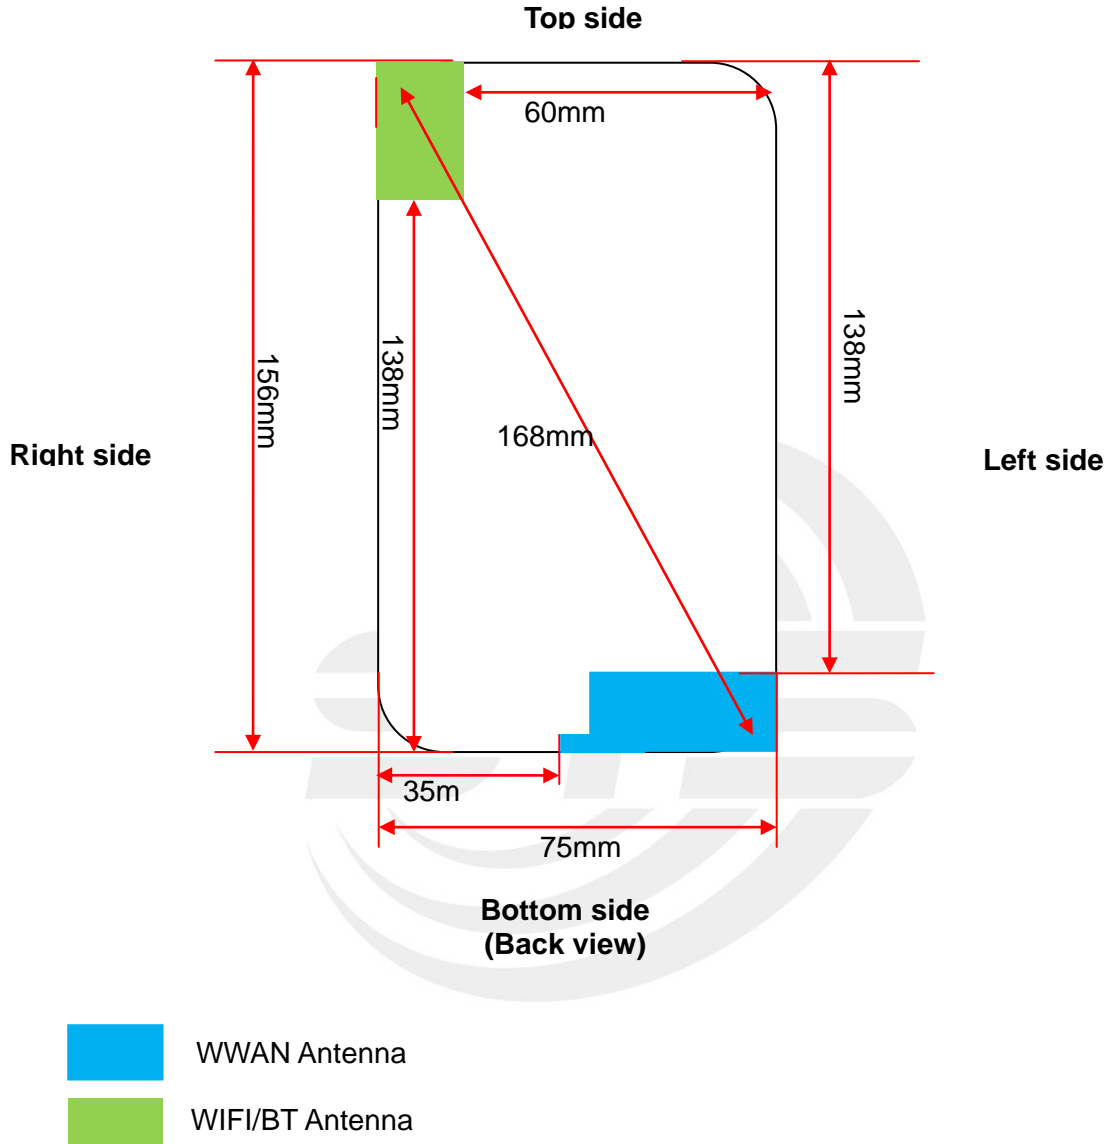 Top side
60mm
156mm
138mm
138mm
168mm
Right side
Left side
35m
75mm
Bottom side
(Back view)
WWAN Antenna
WIFI/BT Antenna